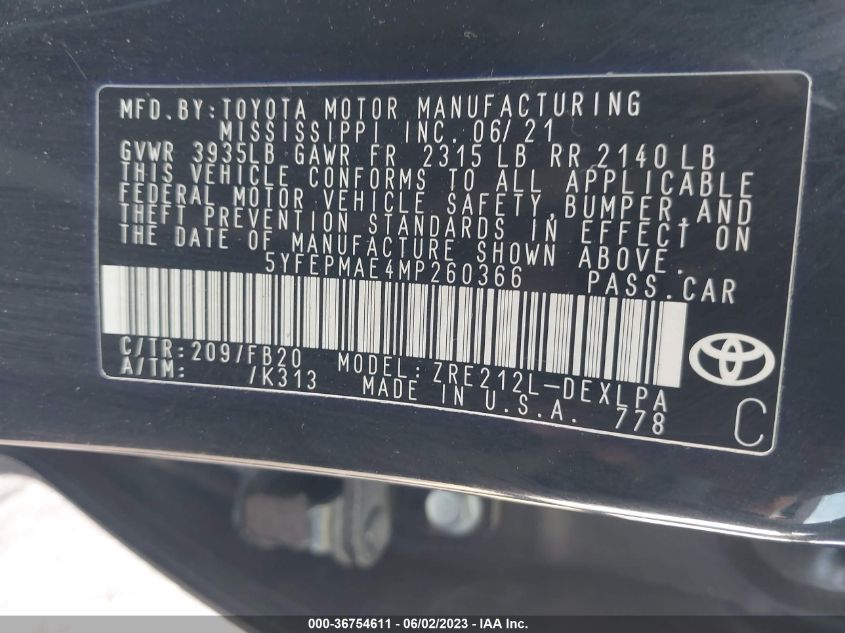 MFD.BY:TOYOTA MOTOR MANUFACTURING
MISSISSIPPI INC. 06/21
GVWR 3935LB GAWR FR 2315 LB RR 2140 LB
THIS VEHICLE CONFORMS TO ALL APPLICABLE
FEDERAL MOTOR VEHICLE SAFETY, BUMPER, AND
THEFT PREVENTION STANDARDS IN EFFECT ON
THE DATE OF MANUFACTURE SHOWN ABOVE.
5YFEPMAE4MP260366 PASS.CAR
C/TR:209/FB20 MODEL:ZRE212L-DEXLPA
A/TM: /K313 MADE IN U.S.A. 778
C
000-36754611 - 06/02/2023 - IAAI Inc.